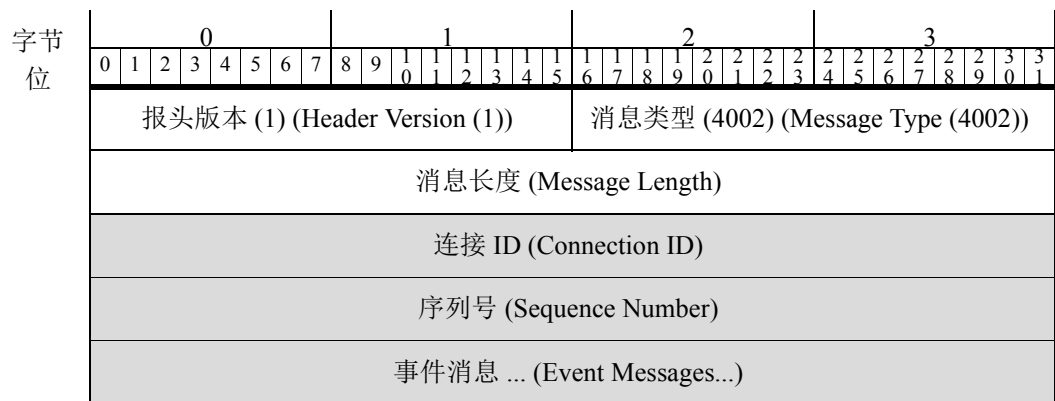 字节 0 1 2 3
位 0 1 2 3 4 5 6 7 8 9 10 11 12 13 14 15 16 17 18 19 20 21 22 23 24 25 26 27 28 29 30 31
报头版本 (1) (Header Version (1)) 消息类型 (4002) (Message Type (4002))
消息长度 (Message Length)
连接 ID (Connection ID)
序列号 (Sequence Number)
事件消息 ... (Event Messages...)